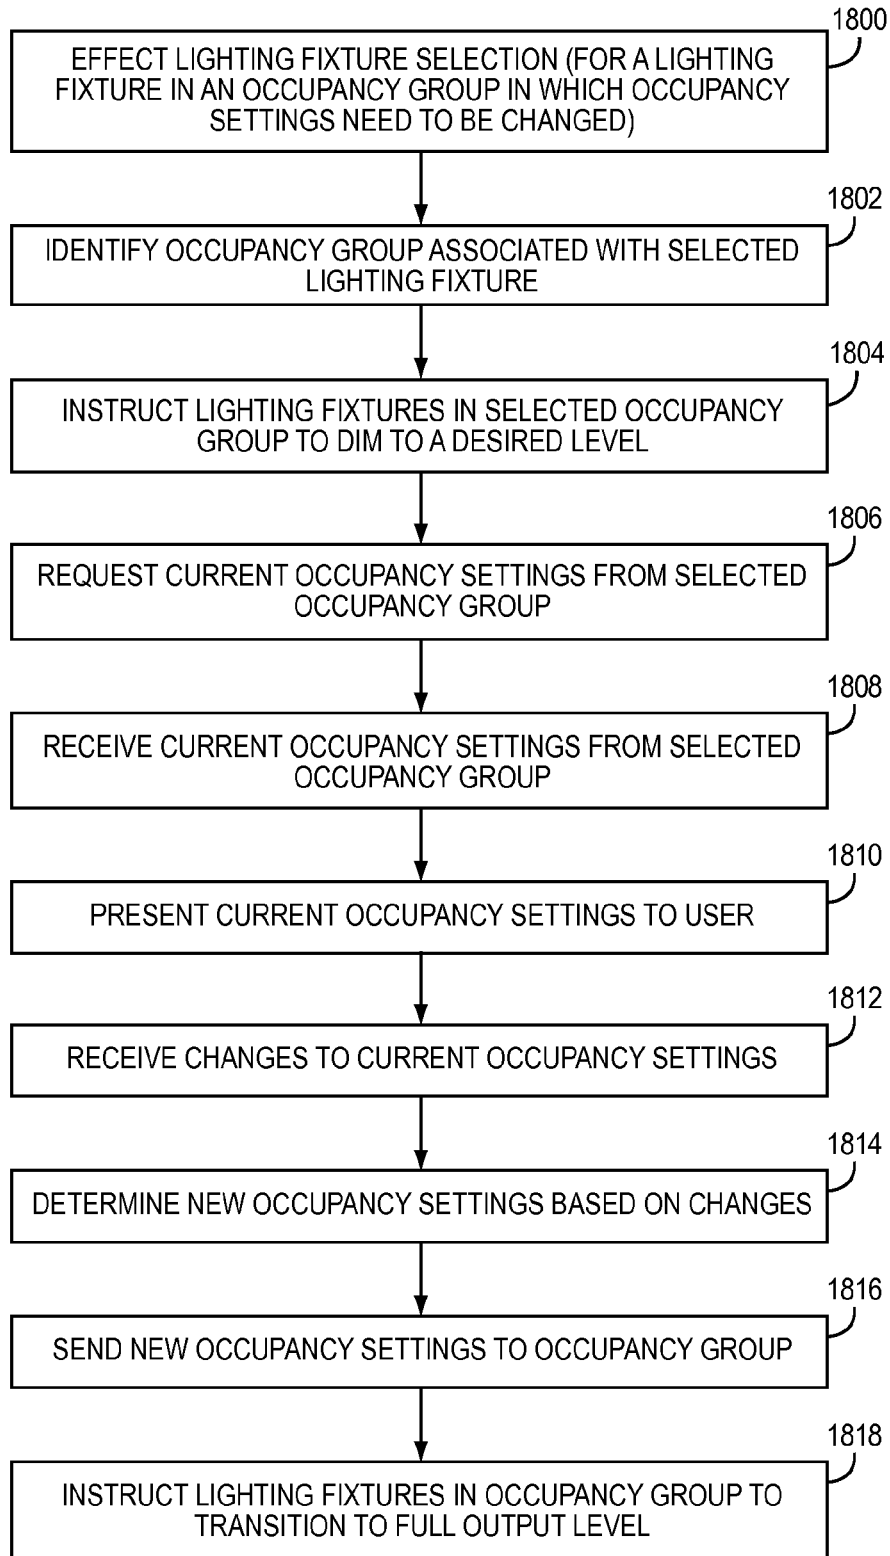 1800
EFFECT LIGHTING FIXTURE SELECTION (FOR A LIGHTING
FIXTURE IN AN OCCUPANCY GROUP IN WHICH OCCUPANCY
SETTINGS NEED TO BE CHANGED)
1802
IDENTIFY OCCUPANCY GROUP ASSOCIATED WITH SELECTED
LIGHTING FIXTURE
1804
INSTRUCT LIGHTING FIXTURES IN SELECTED OCCUPANCY
GROUP TO DIM TO A DESIRED LEVEL
1806
REQUEST CURRENT OCCUPANCY SETTINGS FROM SELECTED
OCCUPANCY GROUP
1808
RECEIVE CURRENT OCCUPANCY SETTINGS FROM SELECTED
OCCUPANCY GROUP
1810
PRESENT CURRENT OCCUPANCY SETTINGS TO USER
1812
RECEIVE CHANGES TO CURRENT OCCUPANCY SETTINGS
1814
DETERMINE NEW OCCUPANCY SETTINGS BASED ON CHANGES
1816
SEND NEW OCCUPANCY SETTINGS TO OCCUPANCY GROUP
1818
INSTRUCT LIGHTING FIXTURES IN OCCUPANCY GROUP TO
TRANSITION TO FULL OUTPUT LEVEL